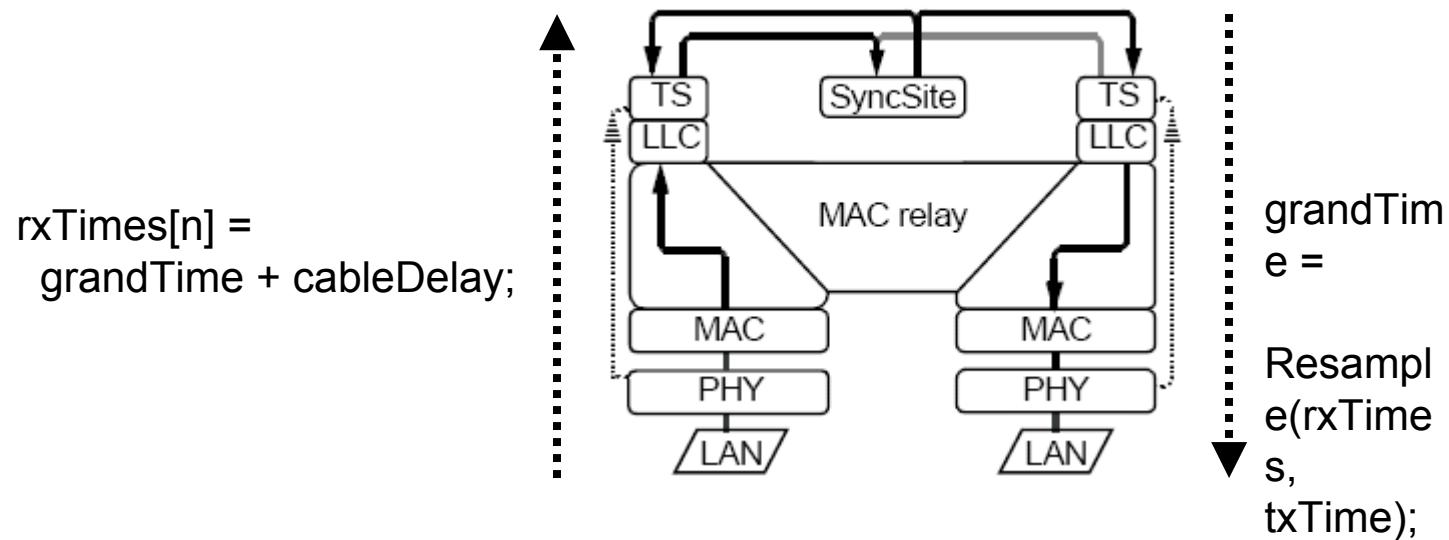 TS
SyncSite
TS
LLC
LLC
MAC relay
rxTimes[n] =
grandTime + cableDelay;
MAC
MAC
PHY
PHY
LAN
LAN
grandTim
e =
Resampl
e(rxTime
s,
txTime);